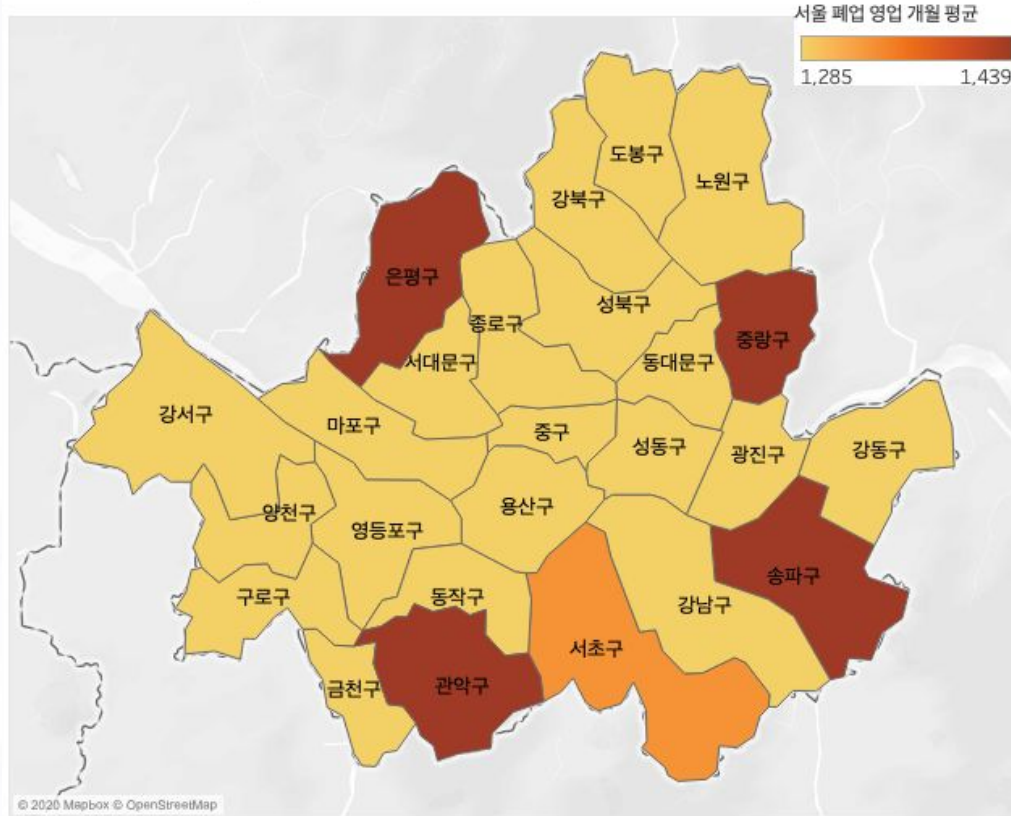 서울 폐업 영업 개월 평균
1,285 1,439
도봉구
노원구
강북구
은평구
성북구
종로구
중랑구
서대문구
동대문구
강서구
마포구
중구
성동구
광진구
강동구
양천구
영등포구
용산구
송파구
구로구
동작구
강남구
서초구
금천구
관악구
© 2020 Mapbox © OpenStreetMap